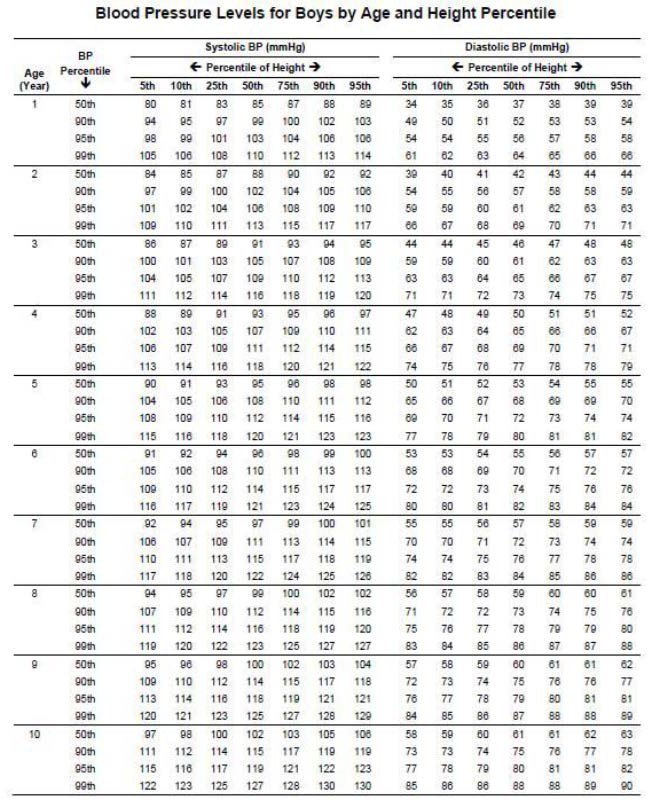 Blood Pressure Levels for Boys by Age and Height Percentile
Systolic BP (mmHg) Diastolic BP (mmHg)
BP
Age Percentile ← Percentile of Height → ← Percentile of Height →
(Year) ↓ 5th 10th 25th 50th 75th 90th 95th 5th 10th 25th 50th 75th 90th 95th
1 50th 80 81 83 85 87 88 89 34 35 36 37 38 39 39
90th 94 95 97 99 100 102 103 49 50 51 52 53 53 54
95th 98 99 101 103 104 106 106 54 54 55 56 57 58 58
99th 105 106 108 110 112 113 114 61 62 63 64 65 66 66
2 50th 84 85 87 88 90 92 92 39 40 41 42 43 44 44
90th 97 99 100 102 104 105 106 54 55 56 57 58 58 59
95th 101 102 104 106 108 109 110 59 59 60 61 62 63 63
99th 109 110 111 113 115 117 117 66 67 68 69 70 71 71
3 50th 86 87 89 91 93 94 95 44 44 45 46 47 48 48
90th 100 101 103 105 107 108 109 59 59 60 61 62 63 63
95th 104 105 107 109 110 112 113 63 63 64 65 66 67 67
99th 111 112 114 116 118 119 120 71 71 72 73 74 75 75
4 50th 88 89 91 93 95 96 97 47 48 49 50 51 51 52
90th 102 103 105 107 109 110 111 62 63 64 65 66 66 67
95th 106 107 109 111 112 114 115 66 67 68 69 70 71 71
99th 113 114 116 118 120 121 122 74 75 76 77 78 78 79
5 50th 90 91 93 95 96 98 98 50 51 52 53 54 55 55
90th 104 105 106 108 110 111 112 65 66 67 68 69 69 70
95th 108 109 110 112 114 115 116 69 70 71 72 73 74 74
99th 115 116 118 120 121 123 123 77 78 79 80 81 81 82
6 50th 91 92 94 96 98 99 100 53 53 54 55 56 57 57
90th 105 106 108 110 111 113 113 68 68 69 70 71 72 72
95th 109 110 112 114 115 117 117 72 72 73 74 75 76 76
99th 116 117 119 121 123 124 125 80 80 81 82 83 84 84
7 50th 92 94 95 97 99 100 101 55 55 56 57 58 59 59
90th 106 107 109 111 113 114 115 70 70 71 72 73 74 74
95th 110 111 113 115 117 118 119 74 74 75 76 77 78 78
99th 117 118 120 122 124 125 126 82 82 83 84 85 86 86
8 50th 94 95 97 99 100 102 102 56 57 58 59 60 60 61
90th 107 109 110 112 114 115 116 71 72 72 73 74 75 76
95th 111 112 114 116 118 119 120 75 76 77 78 79 79 80
99th 119 120 122 123 125 127 127 83 84 85 86 87 87 88
9 50th 95 96 98 100 102 103 104 57 58 59 60 61 61 62
90th 109 110 112 114 115 117 118 72 73 74 75 76 76 77
95th 113 114 116 118 119 121 121 76 77 78 79 80 81 81
99th 120 121 123 125 127 128 129 84 85 86 87 88 88 89
10 50th 97 98 100 102 103 105 106 58 59 60 61 61 62 63
90th 111 112 114 115 117 119 119 73 73 74 75 76 77 78
95th 115 116 117 119 121 122 123 77 78 79 80 81 81 82
99th 122 123 125 127 128 130 130 85 86 86 88 88 89 90